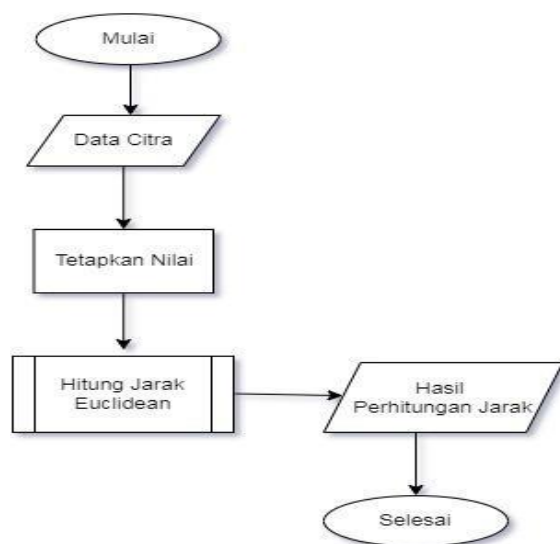 Mulai
Data Citra
Tetapkan Nilai
Hitung Jarak
Euclidean
Hasil
Perhitungan Jarak
Selesai